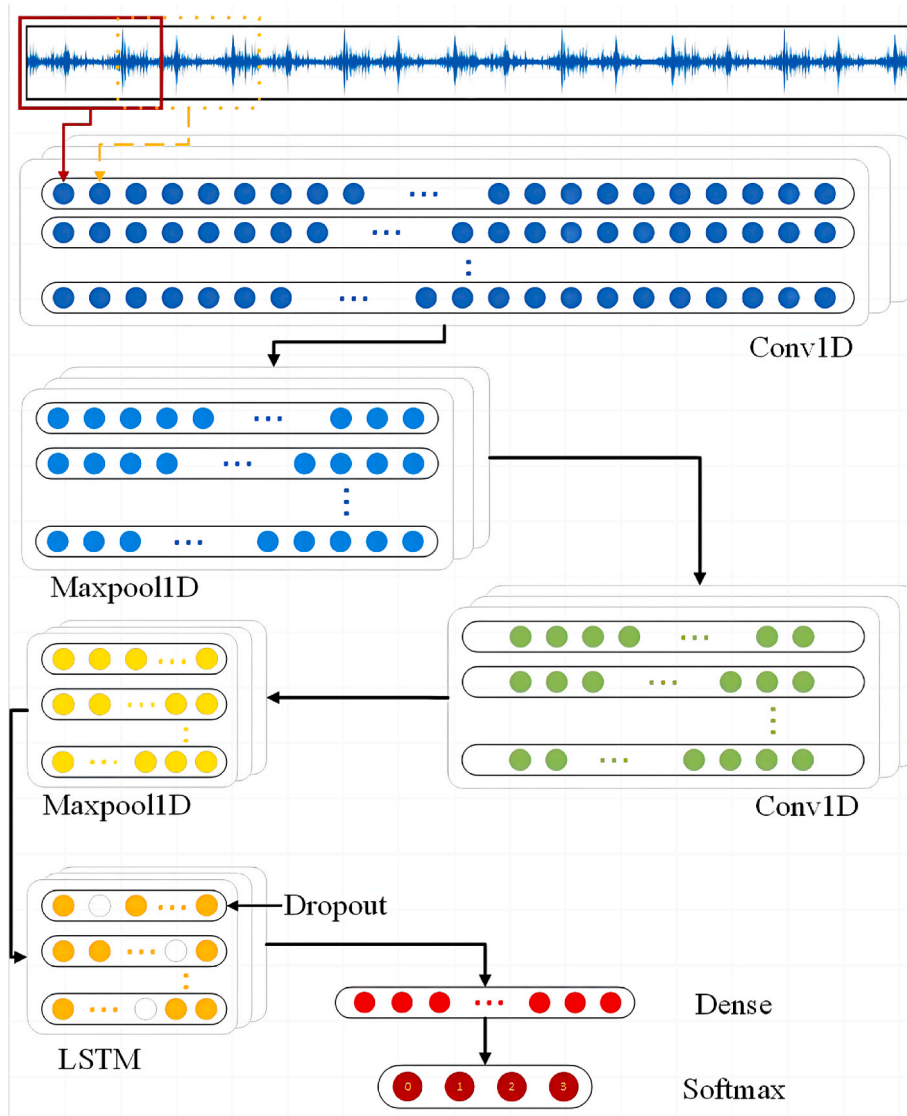 Conv1D
Maxpool1D
Maxpool1D
Conv1D
Dropout
LSTM
Dense
0 1 2 3
Softmax